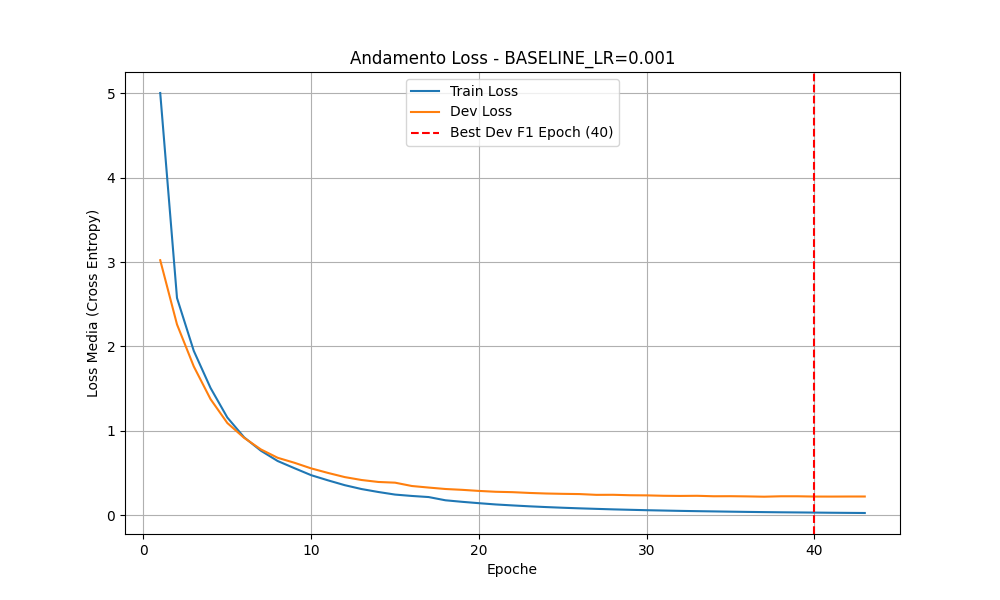 Andamento Loss - BASELINE_LR=0.001
Train Loss
Dev Loss
Best Dev F1 Epoch (40)
Loss Media (Cross Entropy)
5
4
3
2
1
0
0 10 20 30 40
Epoche